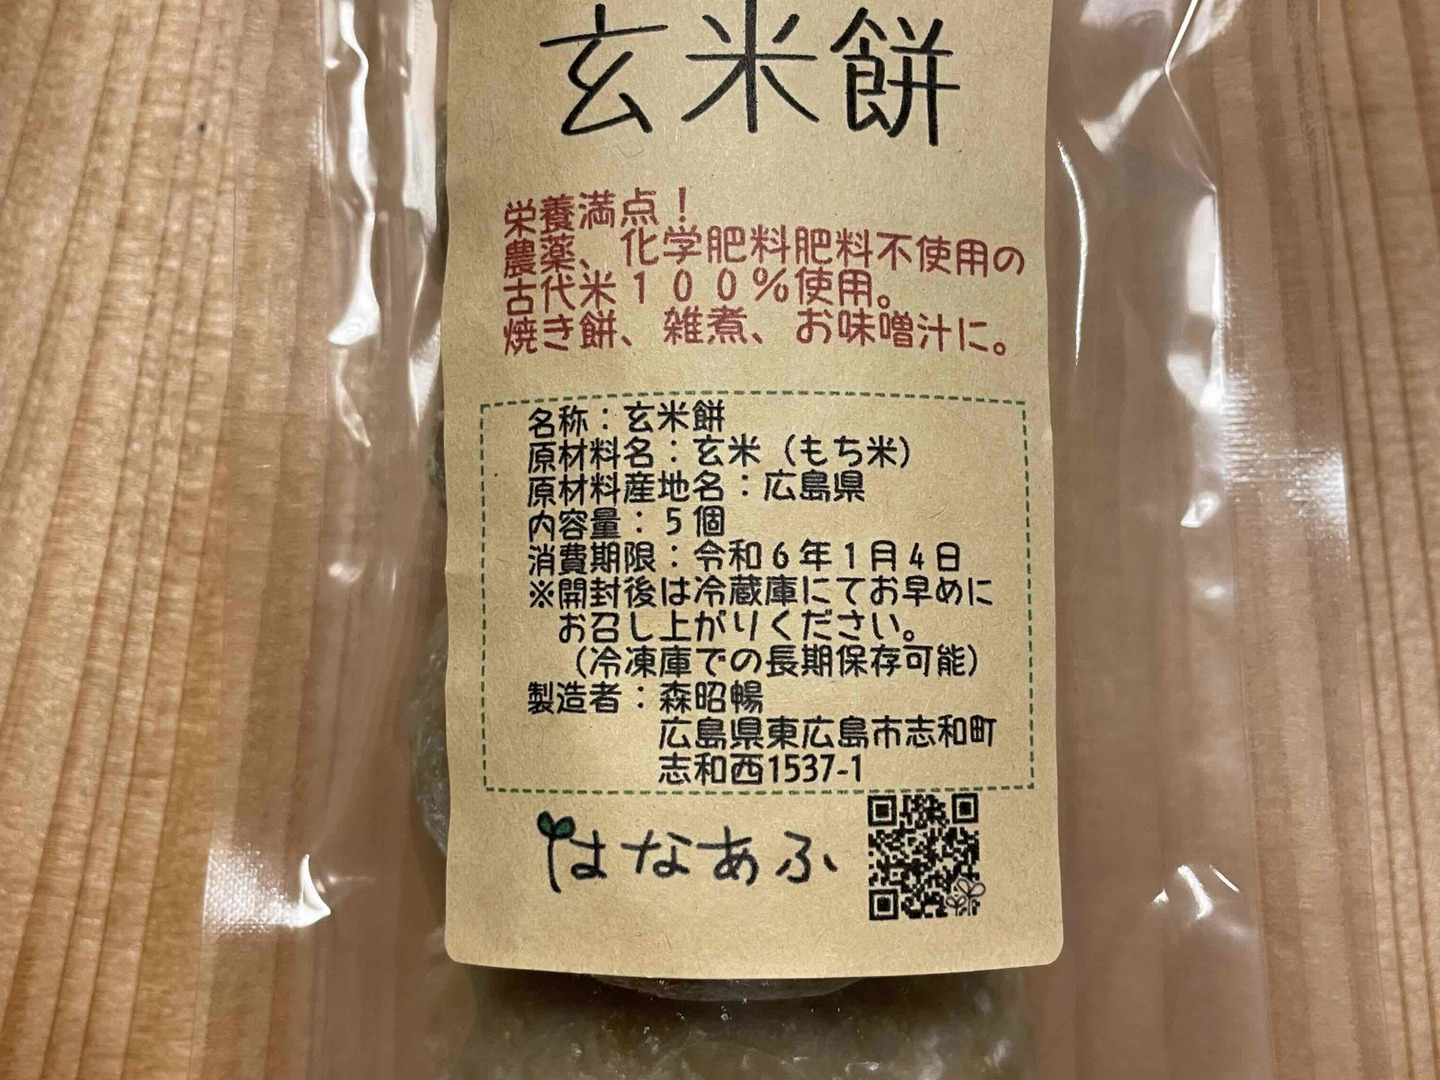 玄米餅
栄養満点！
農薬、化学肥料肥料不使用の
古代米１００％使用。
焼き餅、雑煮、お味噌汁に。
名称：玄米餅
原材料名：玄米（もち米）
原材料産地名：広島県
内容量：５個
消費期限：令和６年１月４日
※開封後は冷蔵庫にてお早めに
お召し上がりください。
（冷凍庫での長期保存可能）
製造者：森昭暢
広島県東広島市志和町
志和西1537-1
はなあふ